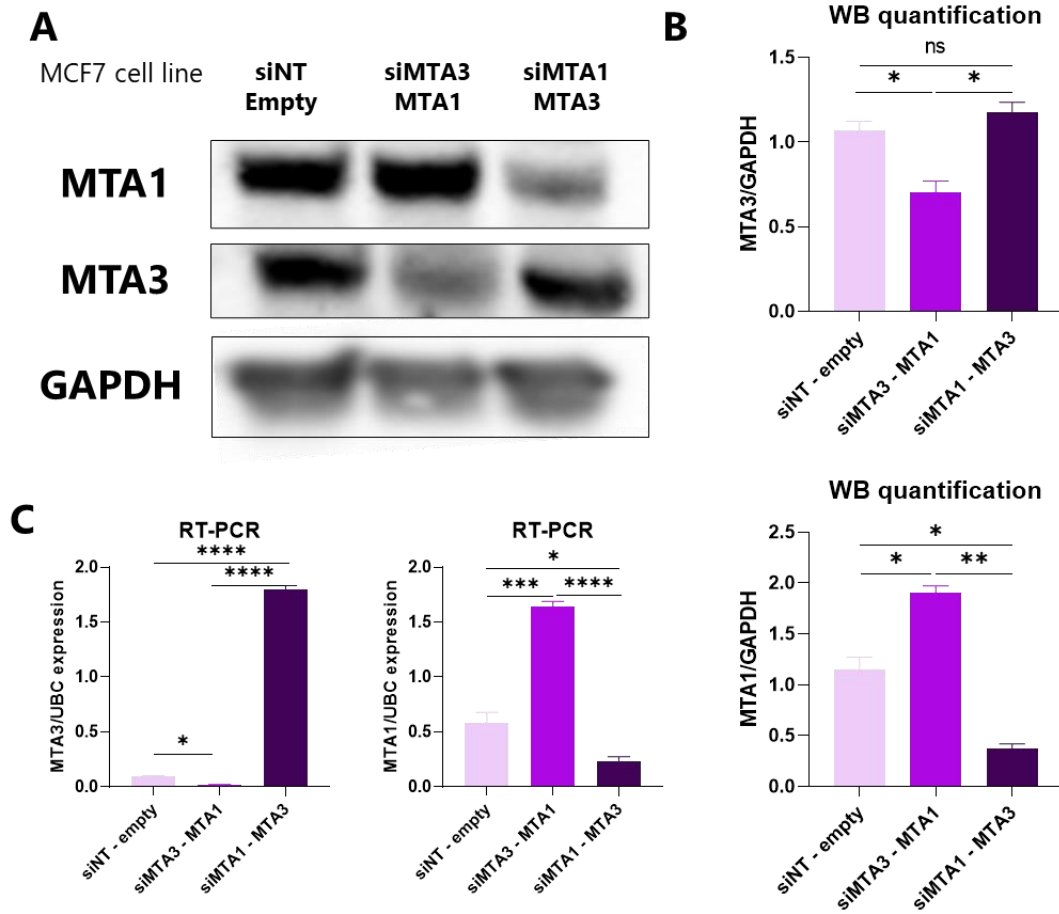 A
MCF7 cell line
siNT
Empty
siMTA3
MTA1
siMTA1
MTA3
MTA1
MTA3
GAPDH
B
WB quantification
ns
* *
1.5
1.0
0.5
0.0
MTA3/GAPDH
siNT - empty
siMTA3 - MTA1
siMTA1 - MTA3
WB quantification
*
* **
2.5
2.0
1.5
1.0
0.5
0.0
MTA1/GAPDH
siNT - empty
siMTA3 - MTA1
siMTA1 - MTA3
C
RT-PCR
****
****
*
2.0
1.5
1.0
0.5
0.0
MTA3/UBC expression
siNT - empty
siMTA3 - MTA1
siMTA1 - MTA3
RT-PCR
*
*** ****
2.0
1.5
1.0
0.5
0.0
MTA1/UBC expression
siNT - empty
siMTA3 - MTA1
siMTA1 - MTA3